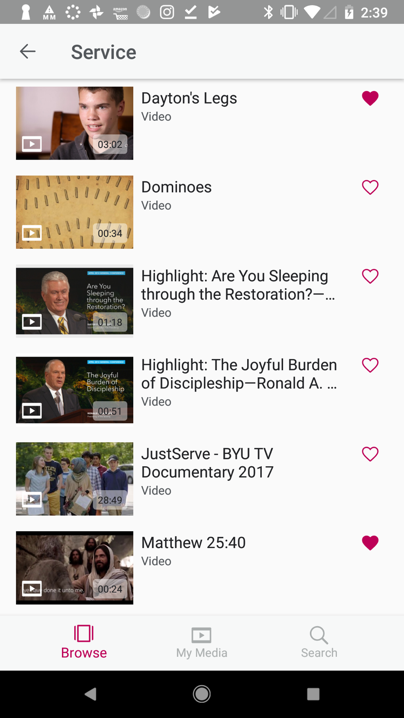 2:39
Service
Dayton's Legs
Video
03:02
Dominoes
Video
00:34
Highlight: Are You Sleeping
through the Restoration?—...
Video
Are You
Sleeping
through the
Restoration?
01:18
Highlight: The Joyful Burden
of Discipleship—Ronald A. ...
Video
The Joyful
Burden of
Discipleship
00:51
JustServe - BYU TV
Documentary 2017
Video
28:49
Matthew 25:40
Video
done it unto me
00:24
Browse
My Media
Search